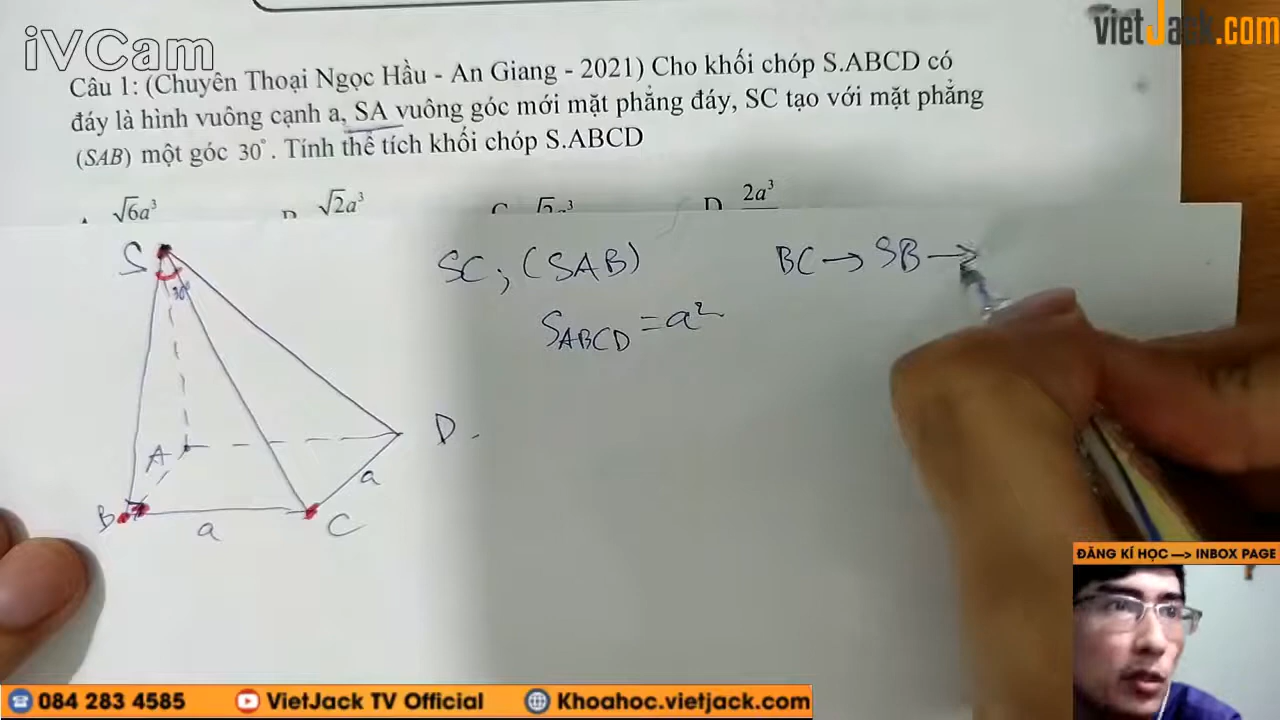 iVCam
vietJack.com
Câu 1: (Chuyên Thoại Ngọc Hầu - An Giang - 2021) Cho khối chóp S.ABCD có
đáy là hình vuông cạnh a, SA vuông góc mới mặt phẳng đáy, SC tạo với mặt phẳng
(SAB) một góc 30°. Tính thể tích khối chóp S.ABCD
√6a³ √2a³ 2a³
S
30°
SC; (SAB) BC → SB →
S_ABCD = a²
A
D
a
B
a
C
ĐĂNG KÍ HỌC —> INBOX PAGE
084 283 4585 VietJack TV Official Khoahoc.vietjack.com